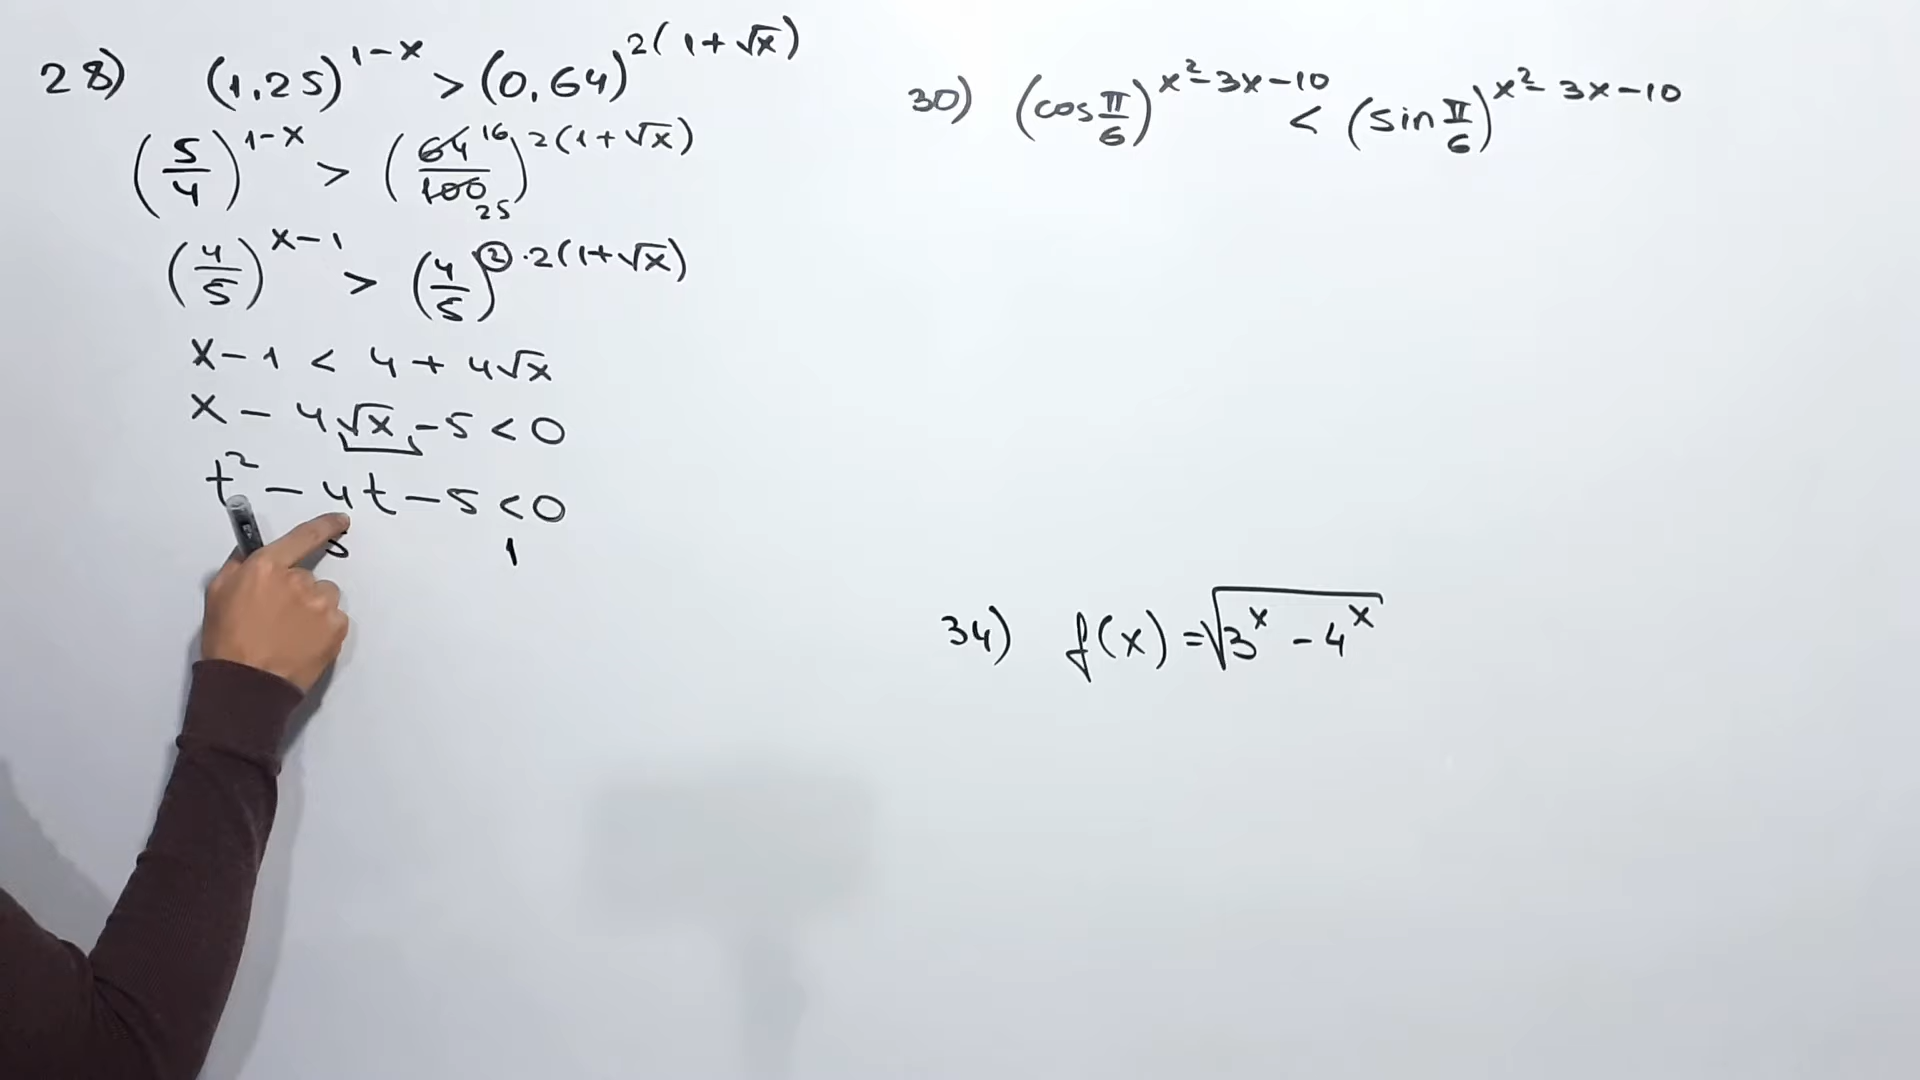 28) (1.25)^{1-x} > (0.64)^{2(1+√x)}
(5/4)^{1-x} > (64 16/100 25)^{2(1+√x)}
(4/5)^{x-1} > (4/5)^{2·2(1+√x)}
x-1 < 4+4√x
x-4√x-5<0
t²-4t-5<0
5 1
30) (cos π/6)^{x²-3x-10} < (sin π/6)^{x²-3x-10}
34) f(x)=√(3^x-4^x)